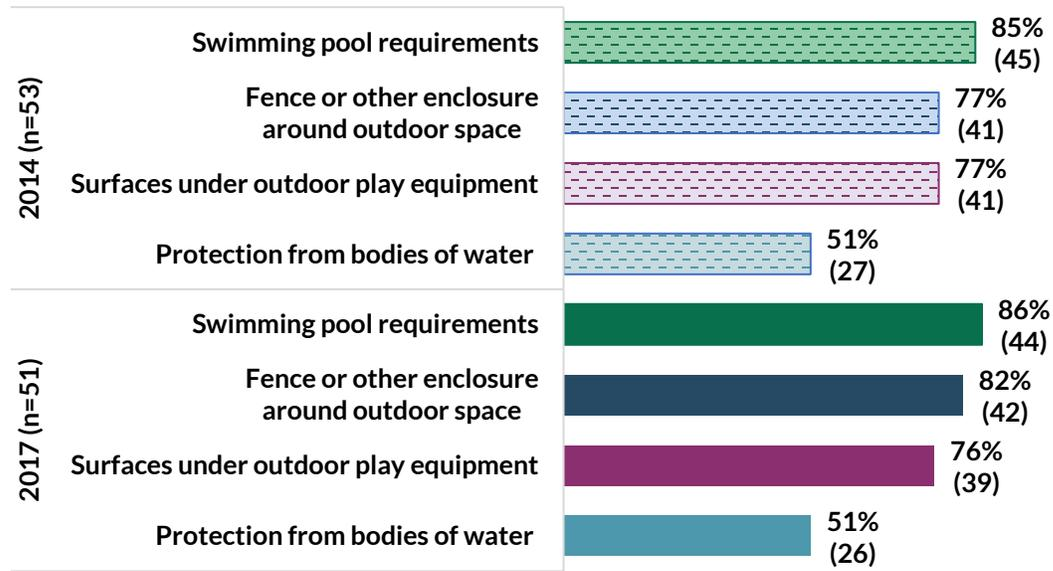 2014 (n=53)
Swimming pool requirements
85%
(45)
Fence or other enclosure
around outdoor space
77%
(41)
Surfaces under outdoor play equipment
77%
(41)
Protection from bodies of water
51%
(27)
2017 (n=51)
Swimming pool requirements
86%
(44)
Fence or other enclosure
around outdoor space
82%
(42)
Surfaces under outdoor play equipment
76%
(39)
Protection from bodies of water
51%
(26)